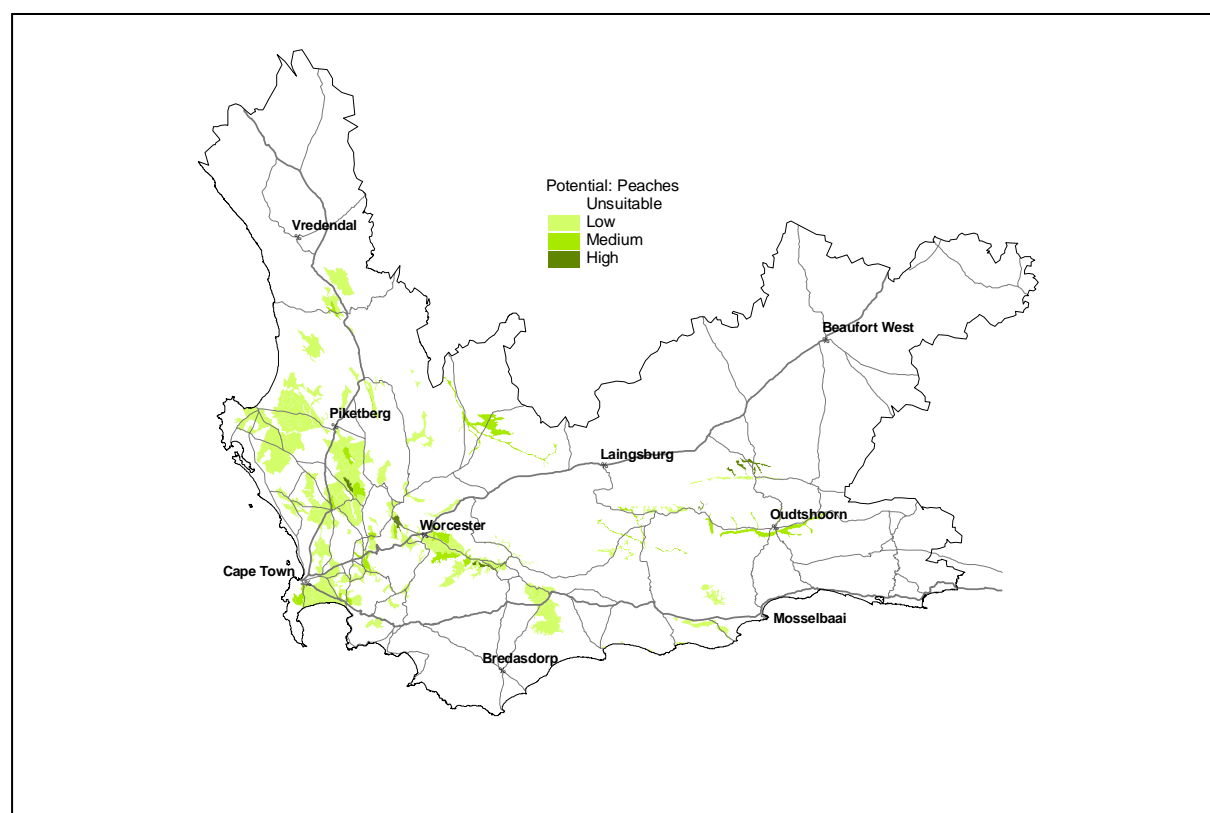 Potential: Peaches
Unsuitable
Low
Medium
High
Vredendal
Beaufort West
Piketberg
Laingsburg
Oudtshoorn
Worcester
Cape Town
Mosselbaai
Bredasdorp